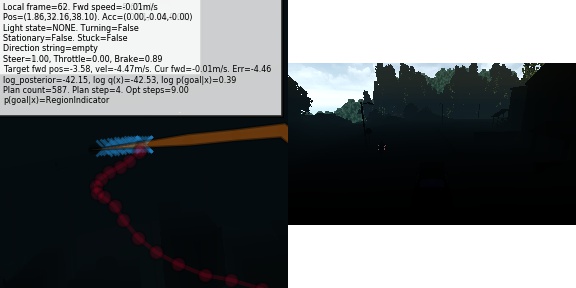 Local frame=62. Fwd speed=-0.01m/s
Pos=(1.86,32.16,38.10). Acc=(0.00,-0.04,-0.00)
Light state=NONE. Turning=False
Stationary=False. Stuck=False
Direction string=empty
Steer=1.00, Throttle=0.00, Brake=0.89
Target fwd pos=-3.58, vel=-4.47m/s. Cur fwd=-0.01m/s. Err=-4.46
log_posterior=-42.15, log q(x)=-42.53, log p(goal|x)=0.39
Plan count=587. Plan step=4. Opt steps=9.00
p(goal|x)=RegionIndicator